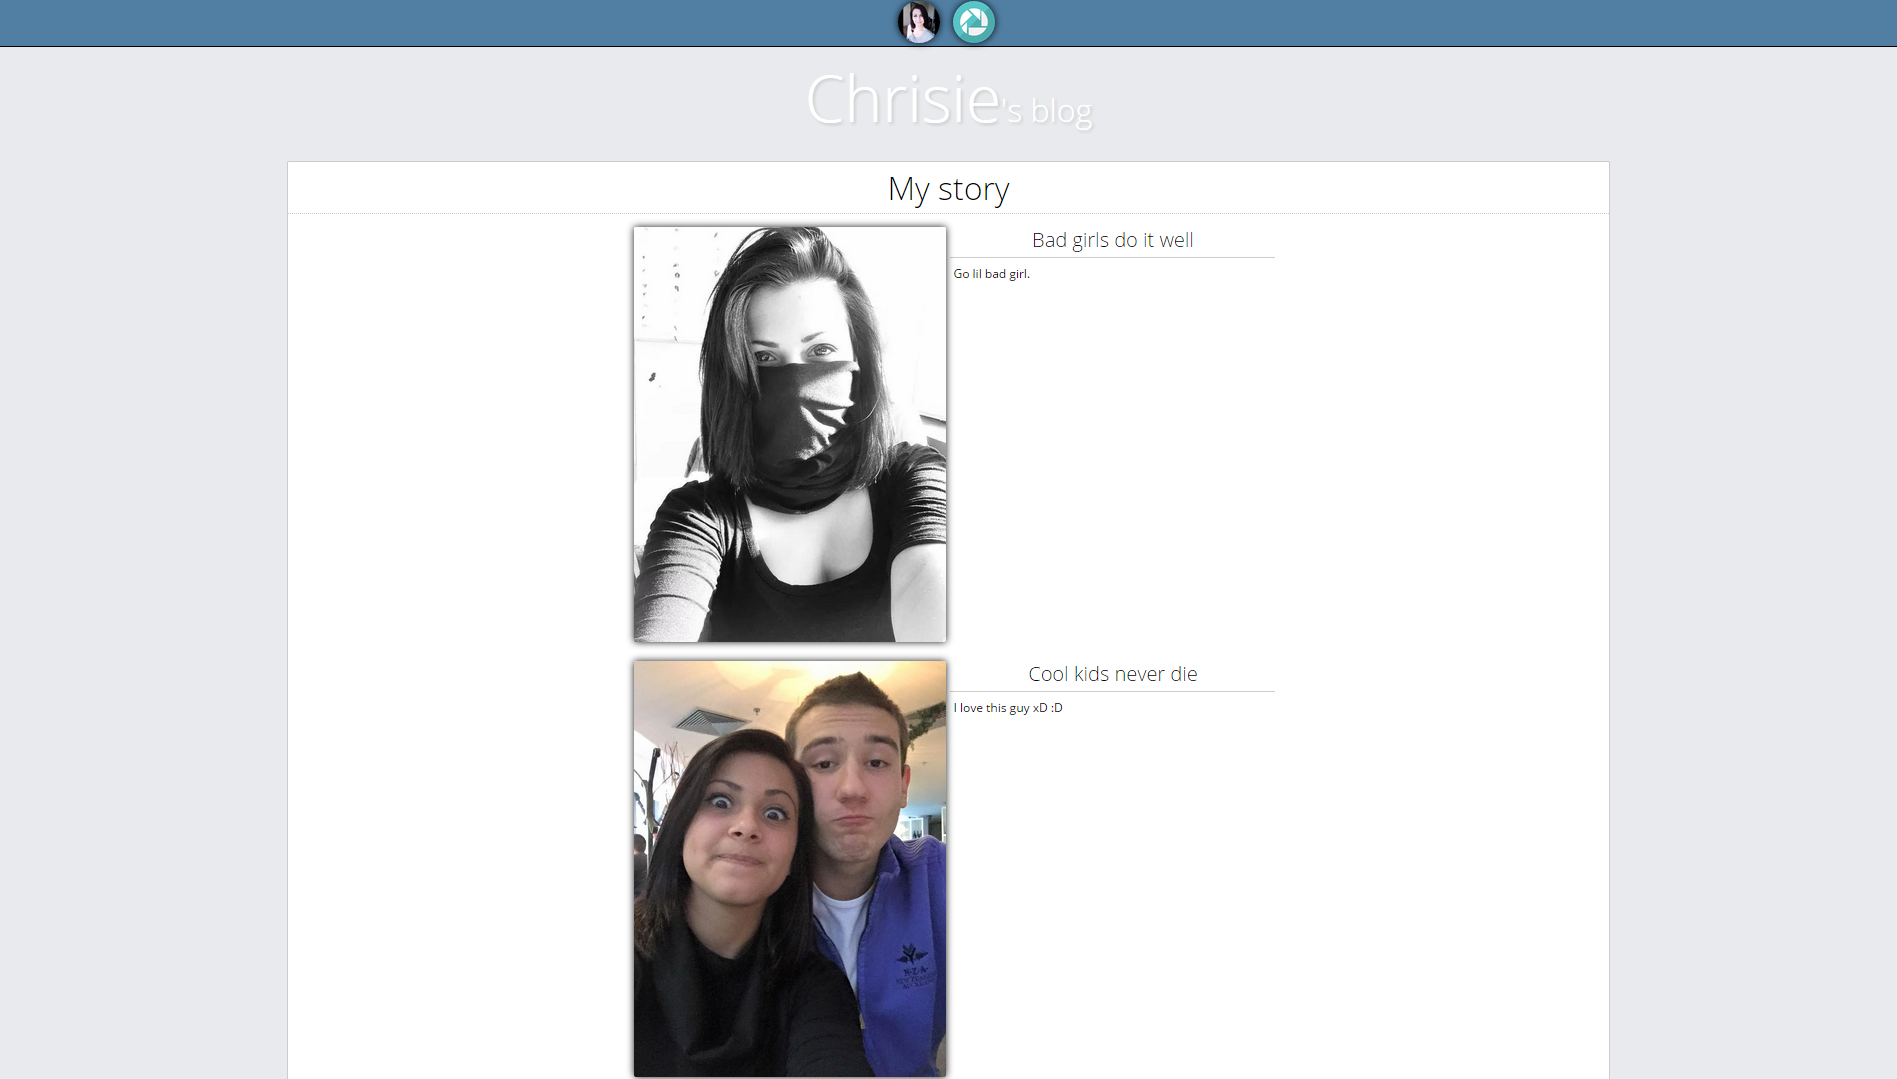 Chrisie's blog
My story
Bad girls do it well
Go lil bad girl.
Cool kids never die
I love this guy xD :D